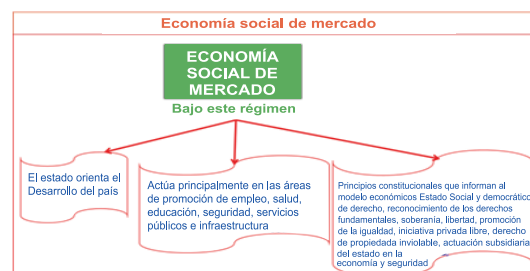 Economía social de mercado
ECONOMÍA
SOCIAL DE
MERCADO
Bajo este régimen
El estado orienta el
Desarrollo del país
Actúa principalmente en las áreas
de promoción de empleo, salud,
educación, seguridad, servicios
públicos e infraestructura
Principios constitucionales que informan al
modelo económicos Estado Social y democrático
de derecho, reconocimiento de los derechos
fundamentales, soberanía, libertad, promoción
de la igualdad, iniciativa privada libre, derecho
de propiedada inviolable, actuación subsidiaria
del estado en la
economía y seguridad